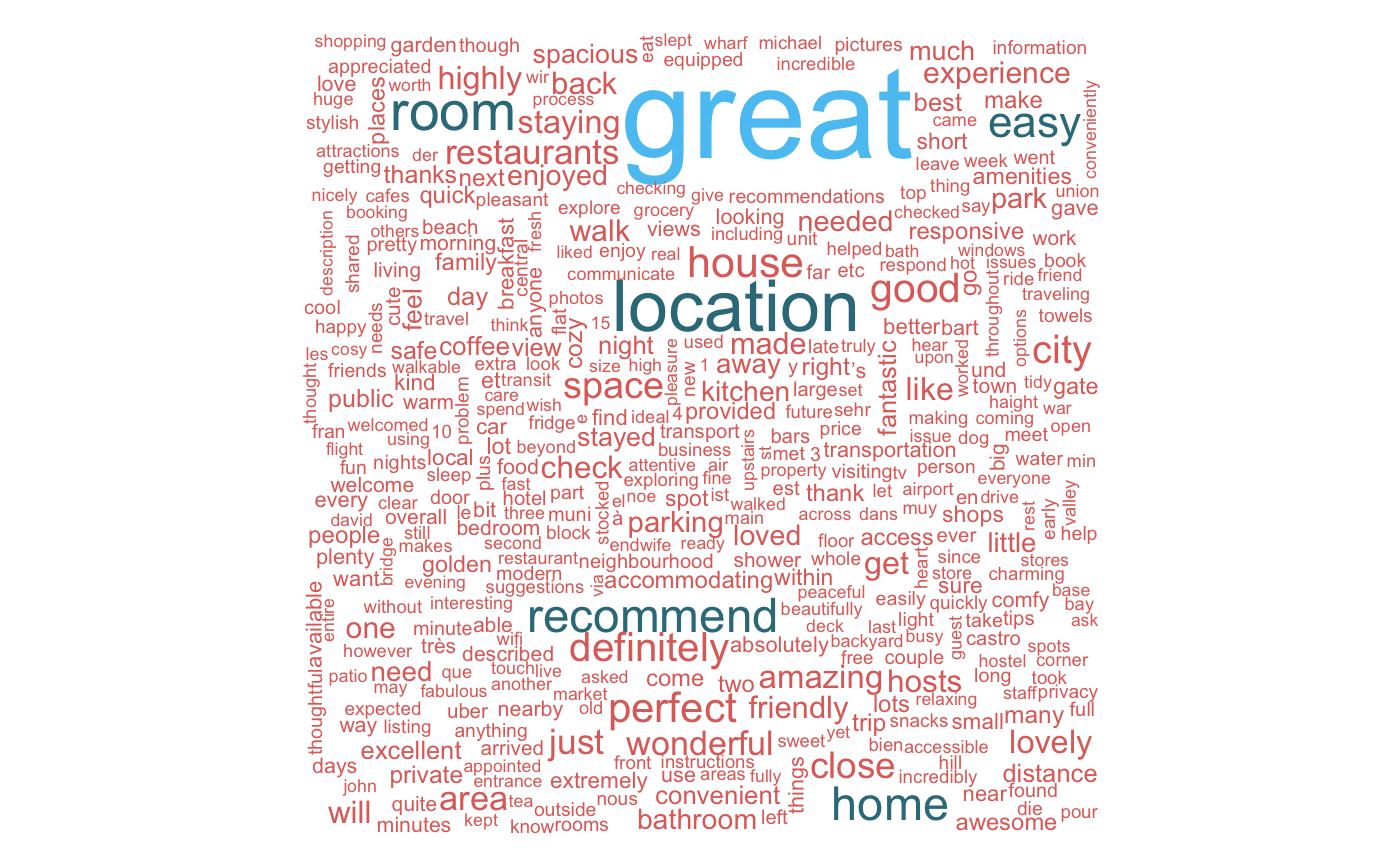 shopping garden though spacious eat slept wharf michael pictures much information
appreciated highly wir back equipped incredible experience
love worth places process great best make
huge room staying came easy conveniently
stylish restaurants short
attractions der leave week went
getting thanks next enjoyed checking amenities
nicely cafes quick pleasant give recommendations top thing park union
booking explore grocery looking needed checked say gave
others beach breakfast fresh walk views including unit responsive work
description shared pretty morning central liked enjoy real helped bath windows
living family communicate house far etc respond hot go issues book
cute feel day anyone photos location good throughout ride friend
cool travel think flat 15 traveling
happy needs cozy better bart options towels
les cosy safe coffee view night used made late truly fantastic hear city
friends walkable extra look size high pleasure new 1 away y right 's upon worked und
thought kind et transit space kitchen large set like town tidy gate
public warm problem care spend wish e find ideal 4 provided future sehr haight war
fran welcomed using 10 car fridge stayed transport bars price making coming open
flight lot beyond business upstairs st met 3 transportation issue dog meet
fun nights local plus food check attentive air property visiting tv person big water min
welcome sleep fast exploring fine everyone
every clear door hotel part stocked el noe spot ist est thank let airport en drive
david overall le bit three muni à walked across dans muy shops rest early valley
people still bedroom block parking main loved floor access ever little help
bridge makes second endwife ready
plenty golden restaurant neighbourhood shower whole get heart since stores
want evening modern suggestions via accommodating within store sure charming
available entire without interesting recommend peaceful easily quickly comfy base
one minute able beautifully light take tips bay
however très wifi definitely absolutely deck last backyard busy guest castro ask
described free couple spots
thoughtful patio need que touch live asked come two amazing hosts hostel corner
may fabulous another market long took
expected uber nearby old perfect friendly lots relaxing staff privacy
way listing anything trip snacks small many full
excellent arrived just wonderful sweet yet bien accessible lovely
days appointed front instructions close hill
john private entrance extremely use areas fully things incredibly distance
will quite area tea outside nous convenient home near found
minutes kept know rooms bathroom left awesome die pour